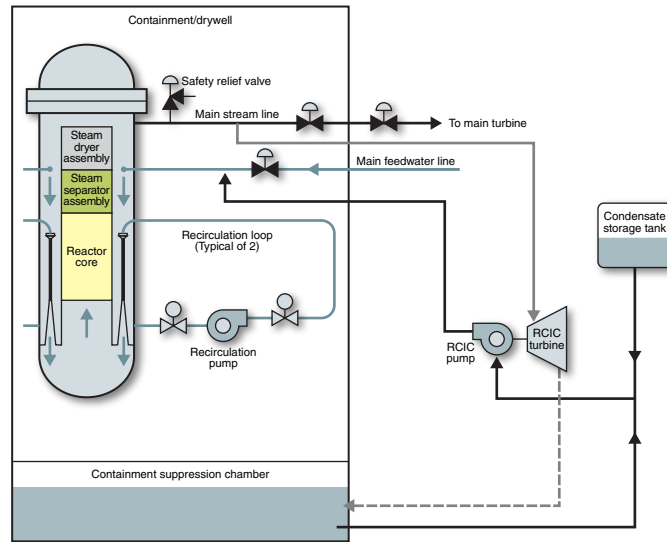 Containment/drywell
Safety relief valve
Main stream line
To main turbine
Steam
dryer
assembly
Main feedwater line
Steam
separator
assembly
Condensate
storage tank
Recirculation loop
(Typical of 2)
Reactor
core
RCIC
pump
RCIC
turbine
Recirculation
pump
Containment suppression chamber